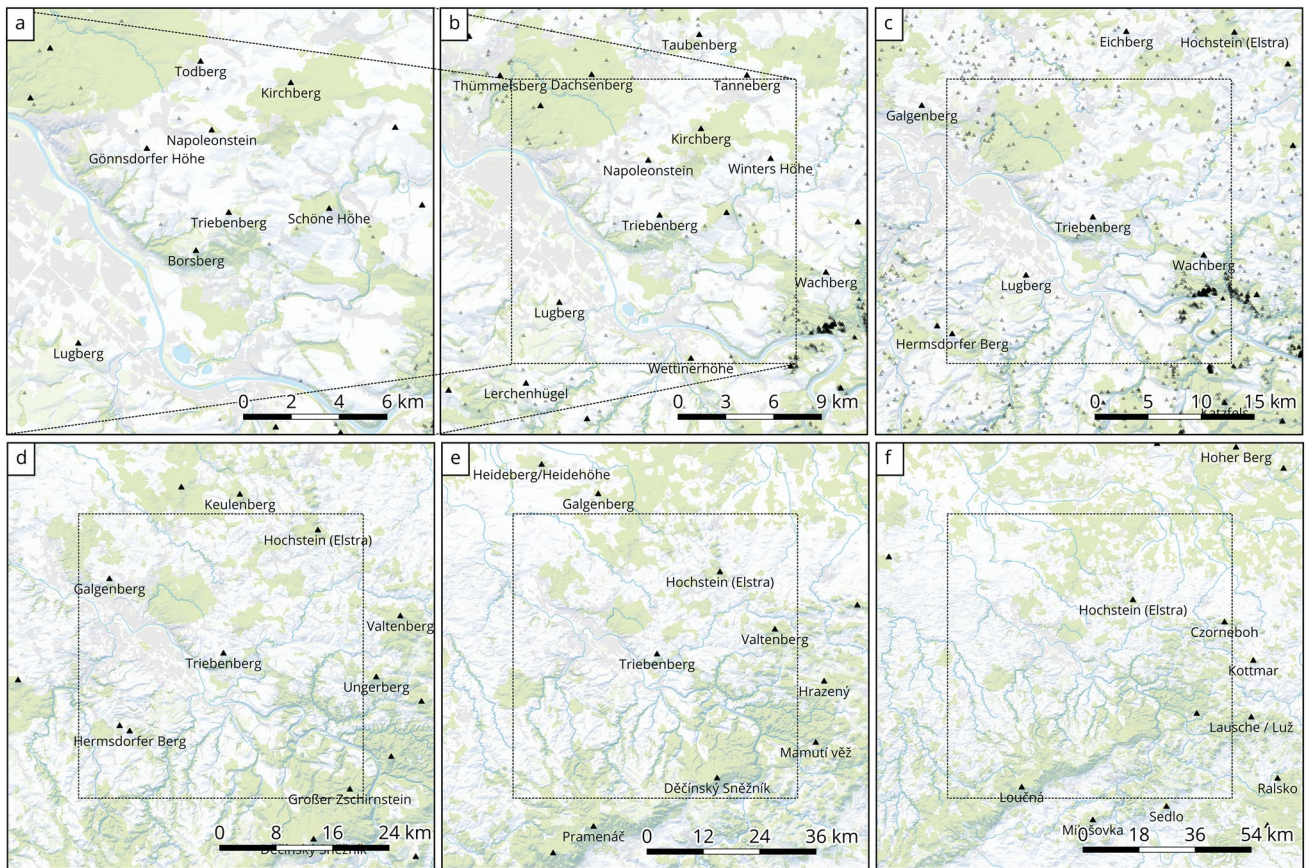 a
Todberg
Kirchberg
Napoleonstein
Gönnsdorfer Höhe
Triebenberg
Schöne Höhe
Borsberg
Lugberg
0 2 4 6 km
b
Taubenberg
Thümmelsberg
Dachsenberg
Tanneberg
Kirchberg
Napoleonstein
Winters Höhe
Triebenberg
Wachberg
Lugberg
Wettinerhöhe
Lerchenhügel
0 3 6 9 km
c
Eichberg
Hochstein (Elstra)
Galgenberg
Triebenberg
Wachberg
Lugberg
Hermsdorfer Berg
0 5 10 15 km
Katzfels
d
Keulenberg
Hochstein (Elstra)
Galgenberg
Valtenberg
Triebenberg
Ungerberg
Hermsdorfer Berg
Großer Zschirnstein
0 8 16 24 km
Děčínský Sněžník
e
Heideberg/Heidehöhe
Galgenberg
Hochstein (Elstra)
Valtenberg
Triebenberg
Hrazený
Mamutí věž
Děčínský Sněžník
Pramenáč
0 12 24 36 km
f
Hoher Berg
Hochstein (Elstra)
Czorneboh
Kottmar
Lausche / Luž
Ralsko
Loučná
Sedlo
Milešovka
0 18 36 54 km